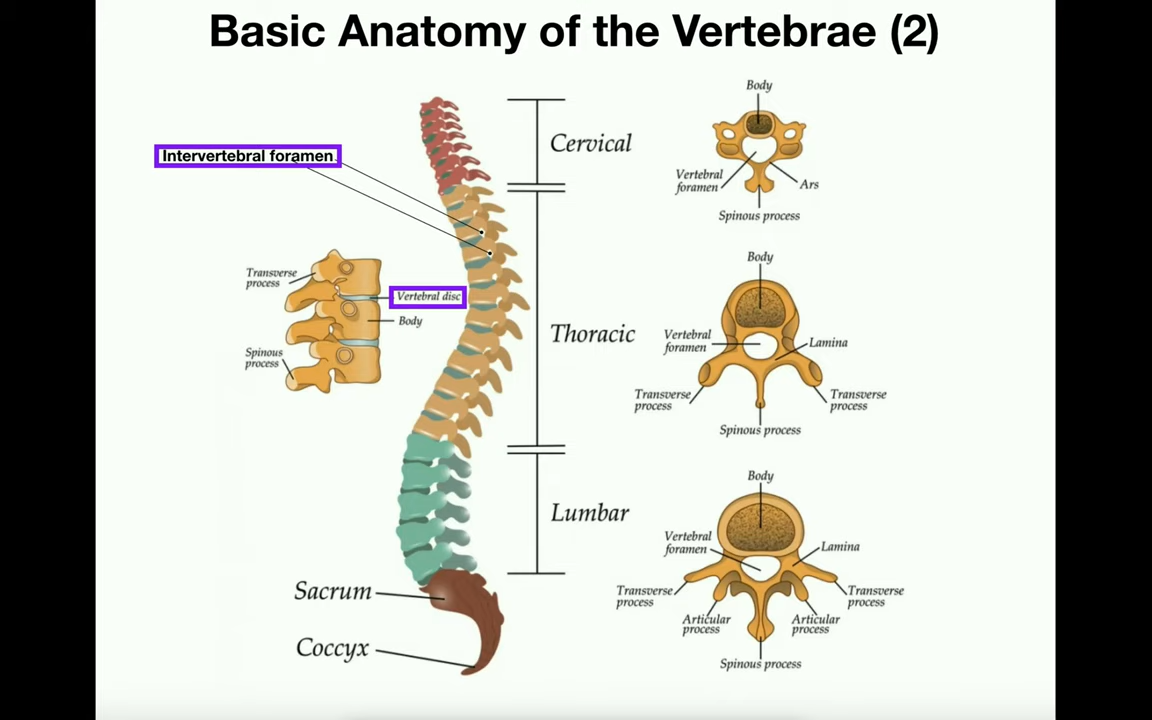 Basic Anatomy of the Vertebrae (2)
Intervertebral foramen
Transverse
process
Vertebral disc
Body
Spinous
process
Cervical
Thoracic
Lumbar
Sacrum
Coccyx
Body
Vertebral
foramen
Ars
Spinous process
Body
Vertebral
foramen
Lamina
Transverse
process
Transverse
process
Spinous process
Body
Vertebral
foramen
Lamina
Transverse
process
Transverse
process
Articular
process
Articular
process
Spinous process